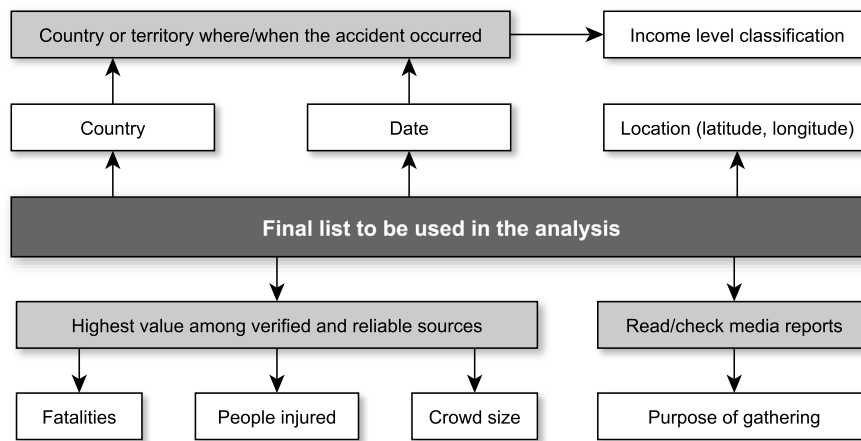 Country or territory where/when the accident occurred
Income level classification
Country
Date
Location (latitude, longitude)
Final list to be used in the analysis
Highest value among verified and reliable sources
Read/check media reports
Fatalities
People injured
Crowd size
Purpose of gathering